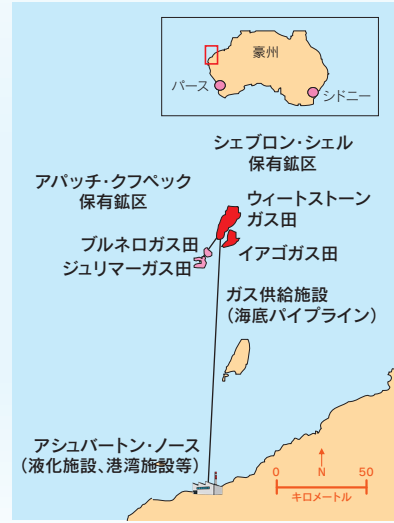 豪州
パース
シドニー
シェブロン・シェル
保有鉱区
アパッチ・クフペック
保有鉱区
ウィートストーン
ガス田
ブルネロガス田
イアゴガス田
ジュリマーガス田
ガス供給施設
(海底パイプライン)
アシュバートン・ノース
(液化施設、港湾施設等)
0 N 50
キロメートル